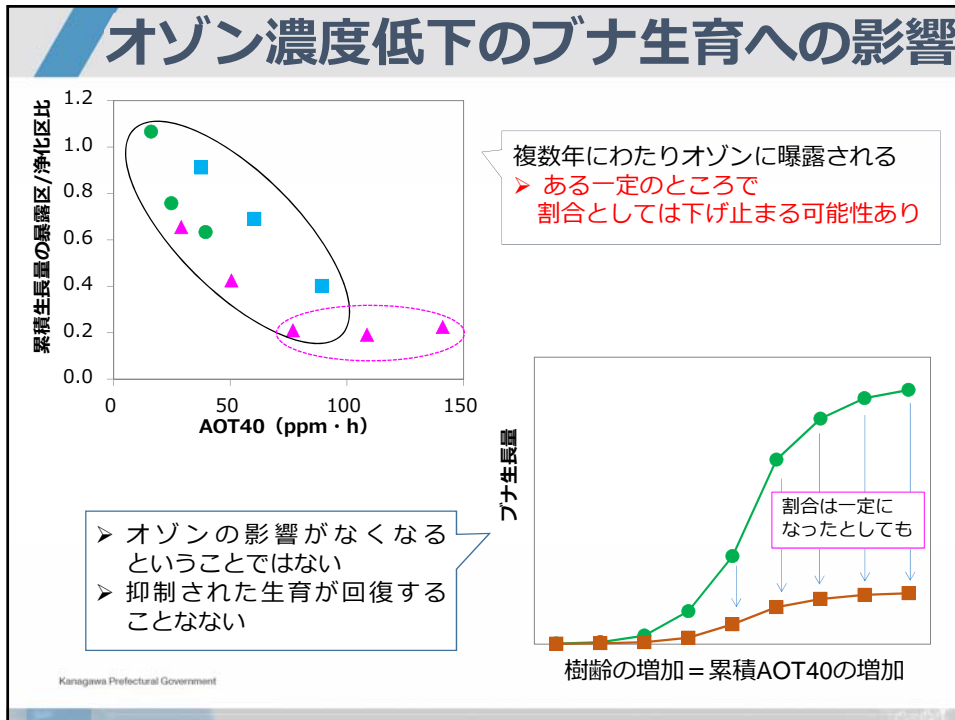 オゾン濃度低下のブナ生育への影響
累積生長量の暴露区/浄化区比
1.2
1.0
0.8
0.6
0.4
0.2
0.0
0
50
100
150
AOT40（ppm・h）
複数年にわたりオゾンに曝露される
➢ ある一定のところで
割合としては下げ止まる可能性あり
➢ オゾンの影響がなくなる
ということではない
➢ 抑制された生育が回復する
ことなない
ブナ生長量
割合は一定に
なったとしても
樹齢の増加＝累積AOT40の増加
Kanagawa Prefectural Government